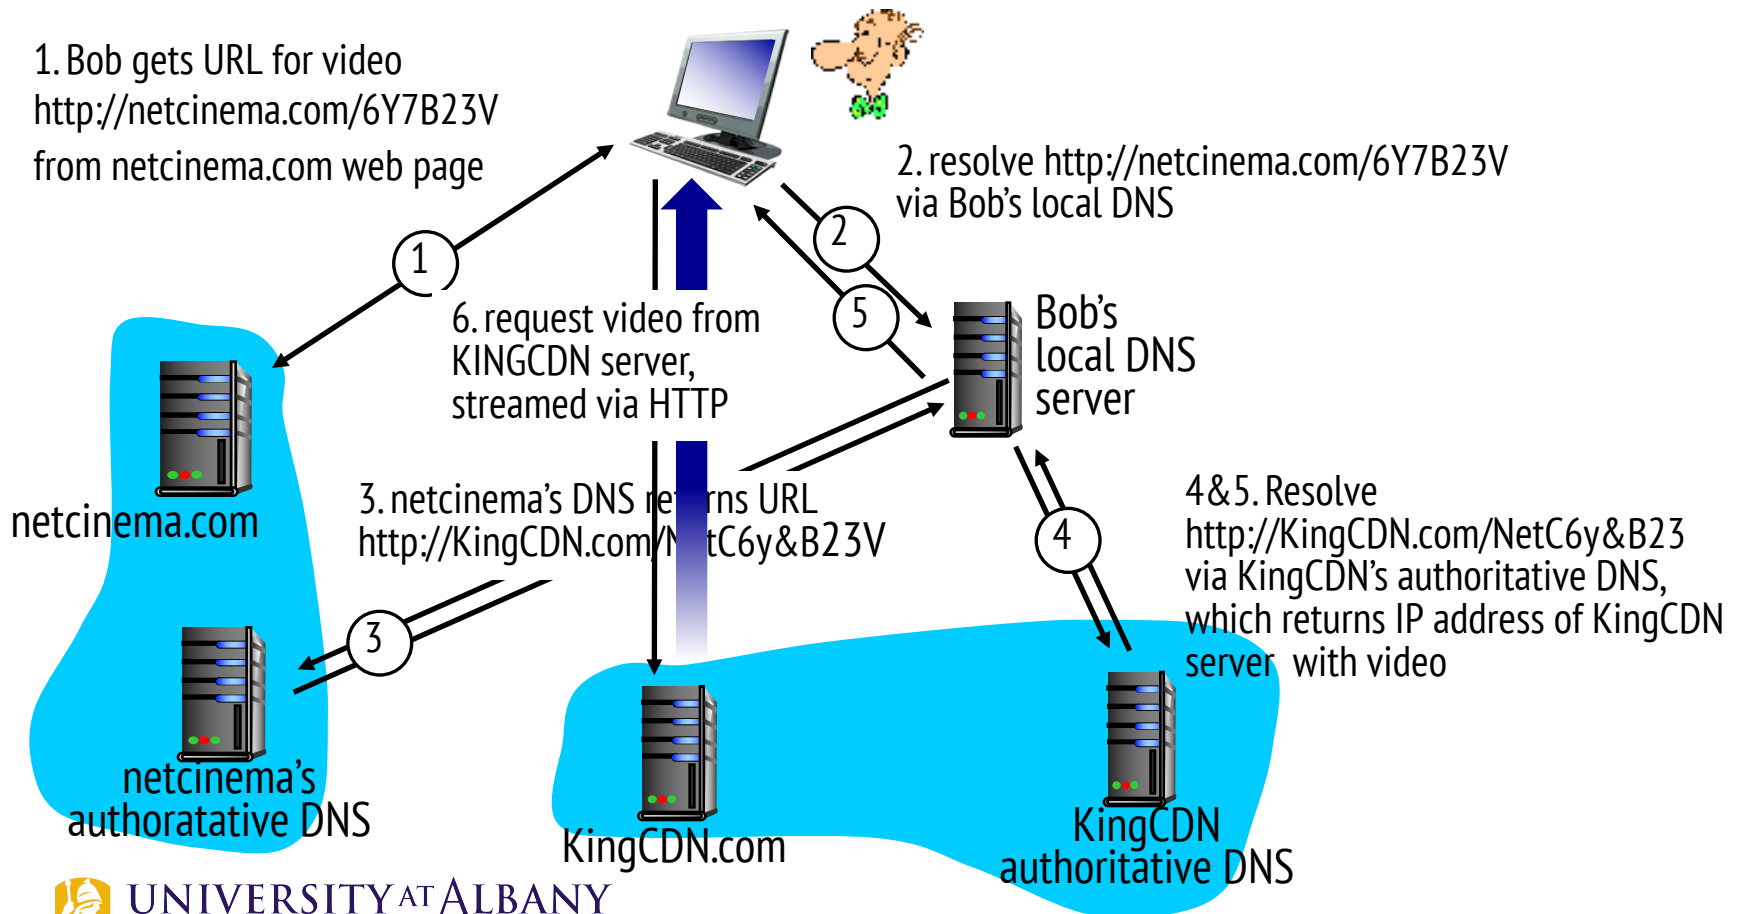 1. Bob gets URL for video
http://netcinema.com/6Y7B23V
from netcinema.com web page
2. resolve http://netcinema.com/6Y7B23V
via Bob's local DNS
1
2
5
6. request video from
KINGCDN server,
streamed via HTTP
Bob's
local DNS
server
netcinema.com
3. netcinema's DNS returns URL
http://KingCDN.com/NetC6y&B23V
4
4&5. Resolve
http://KingCDN.com/NetC6y&B23
via KingCDN's authoritative DNS,
which returns IP address of KingCDN
server with video
3
netcinema's
authoratative DNS
KingCDN.com
KingCDN
authoritative DNS
UNIVERSITY AT ALBANY